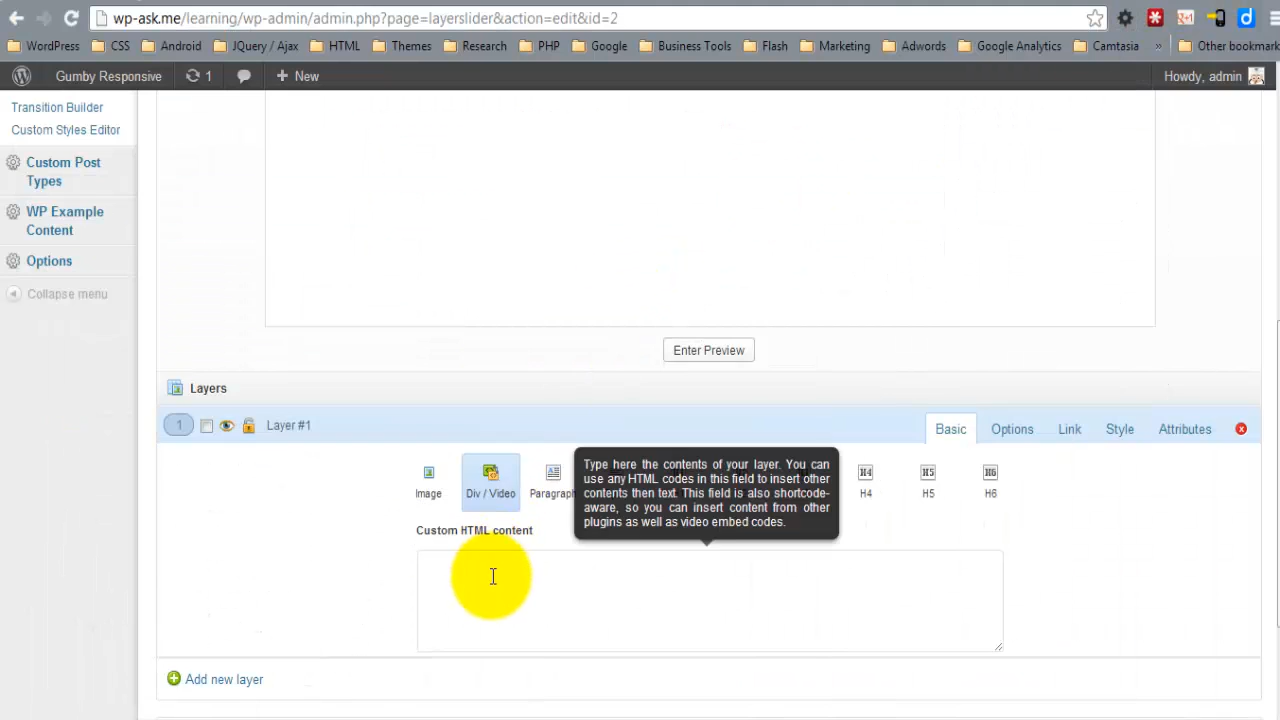 wp-ask.me/learning/wp-admin/admin.php?page=layerslider&action=edit&id=2
WordPress CSS Android JQuery / Ajax HTML Themes Research PHP Google Business Tools Flash Marketing Adwords Google Analytics Camtasia » Other bookmark
Gumby Responsive 1 + New Howdy, admin
Transition Builder
Custom Styles Editor
Custom Post
Types
WP Example
Content
Options
Collapse menu
Enter Preview
Layers
1 Layer #1 Basic Options Link Style Attributes
Image Div / Video Paragraph H4 H5 H6
Type here the contents of your layer. You can
use any HTML codes in this field to insert other
contents then text. This field is also shortcode-
aware, so you can insert content from other
plugins as well as video embed codes.
Custom HTML content
Add new layer